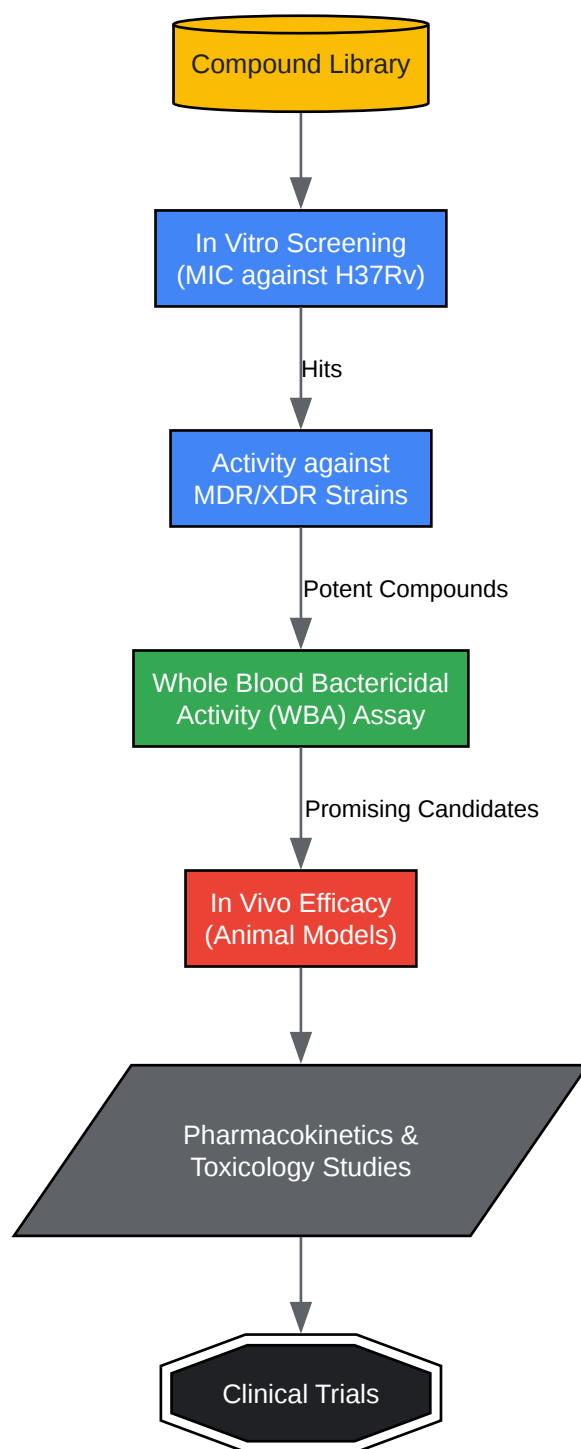 Compound Library
In Vitro Screening
(MIC against H37Rv)
Hits
Activity against
MDR/XDR Strains
Potent Compounds
Whole Blood Bactericidal
Activity (WBA) Assay
Promising Candidates
In Vivo Efficacy
(Animal Models)
Pharmacokinetics &
Toxicology Studies
Clinical Trials